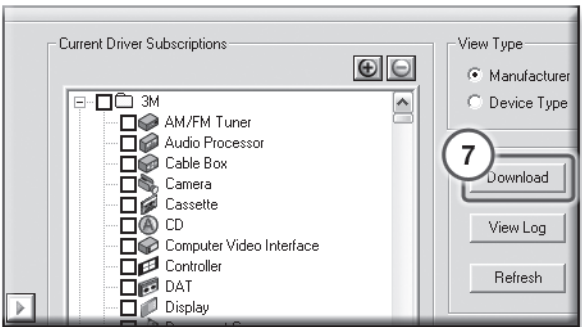 Current Driver Subscriptions
3M
AM/FM Tuner
Audio Processor
Cable Box
Camera
Cassette
CD
Computer Video Interface
Controller
DAT
Display
View Type
Manufacturer
Device Type
7
Download
View Log
Refresh